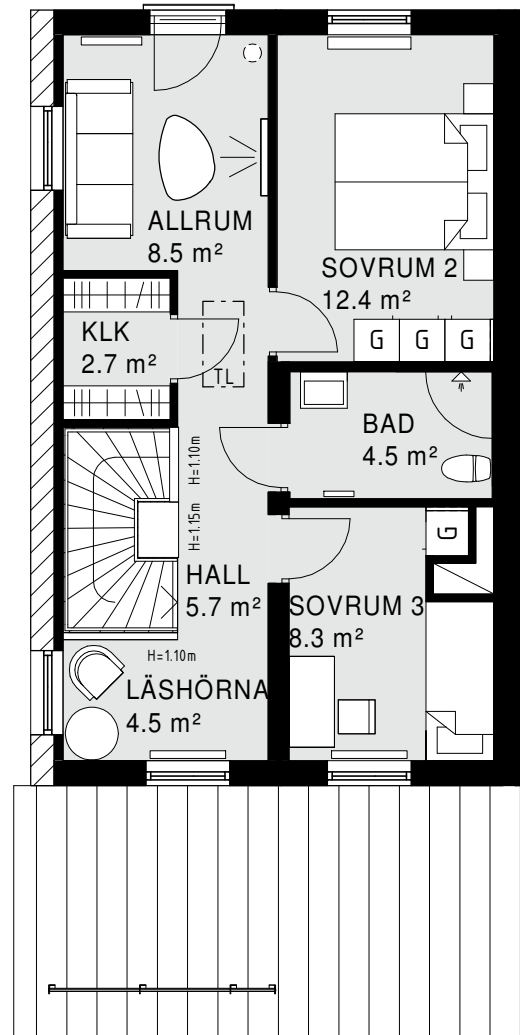 ALLRUM
8.5 m²
SOVRUM 2
12.4 m²
KLK
2.7 m²
G G G
TL
BAD
4.5 m²
H=1.10m
H=1.15m
G
HALL
5.7 m²
SOVRUM 3
8.3 m²
H=1.10m
LÄSHÖRNA
4.5 m²